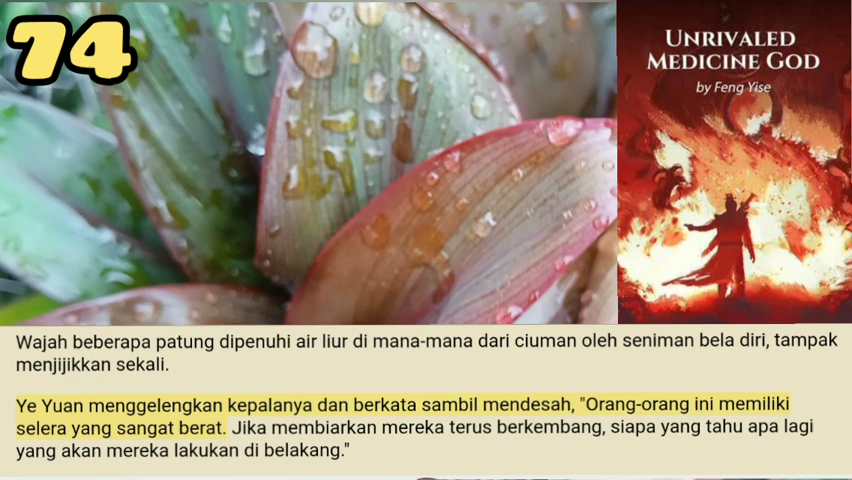 74
UNRIVALED
MEDICINE GOD
by Feng Yise
Wajah beberapa patung dipenuhi air liur di mana-mana dari ciuman oleh seniman bela diri, tampak
menjijikkan sekali.
Ye Yuan menggelengkan kepalanya dan berkata sambil mendesah, "Orang-orang ini memiliki
selera yang sangat berat. Jika membiarkan mereka terus berkembang, siapa yang tahu apa lagi
yang akan mereka lakukan di belakang."